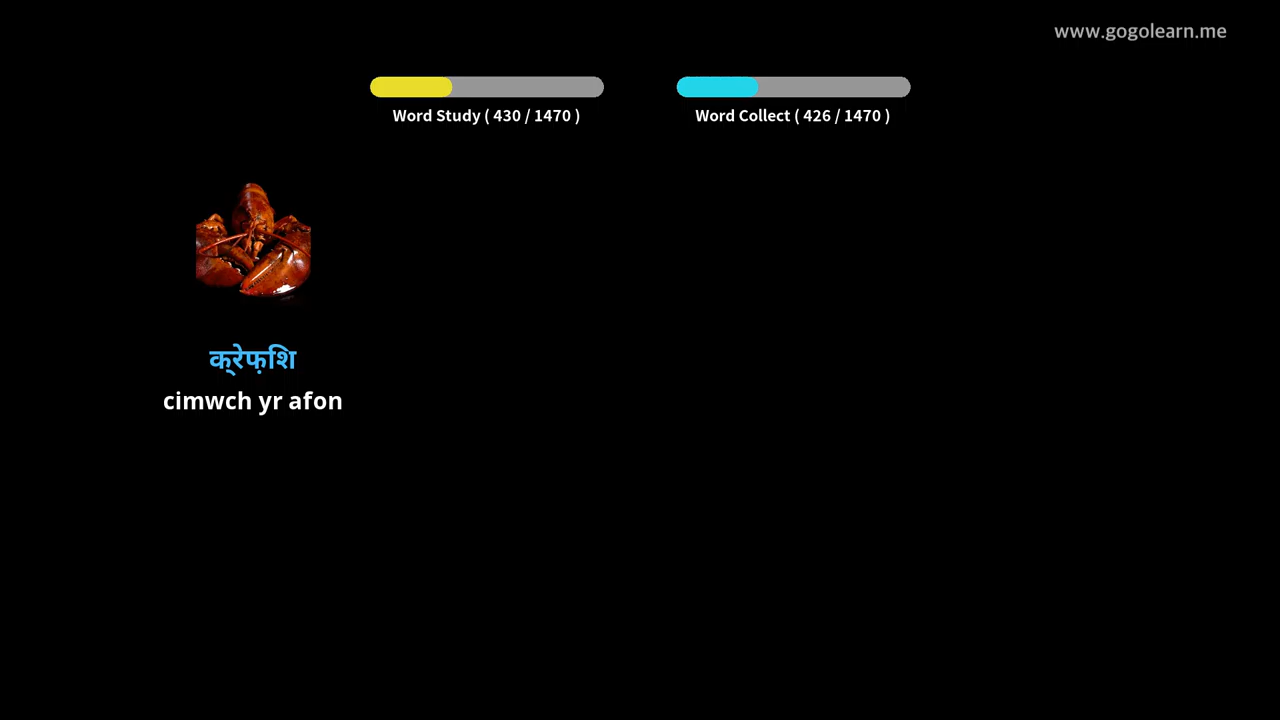 www.gogolearn.me
Word Study ( 430 / 1470 )
Word Collect ( 426 / 1470 )
क्रेफ़शि
cimwch yr afon